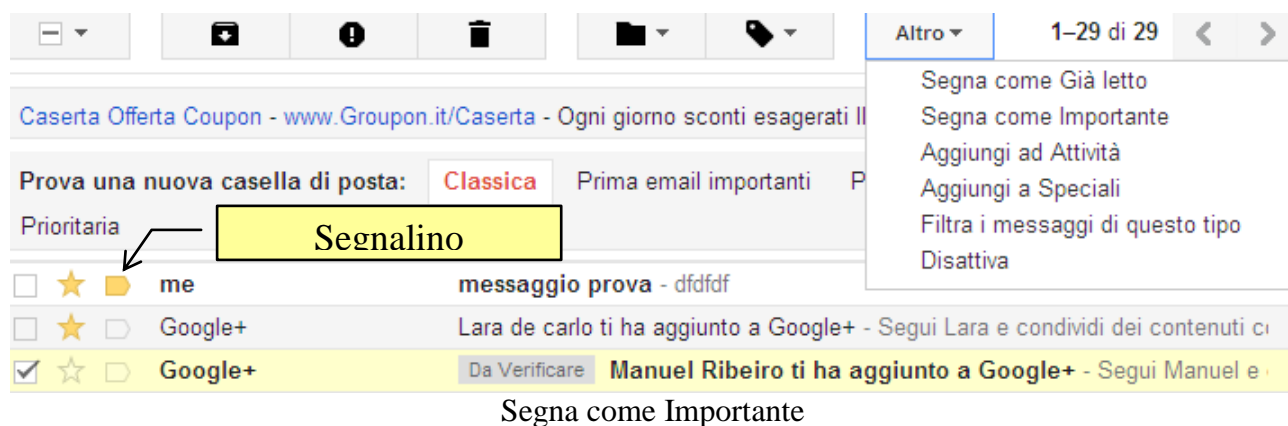 Altro 1–29 di 29
Segna come Già letto
Segna come Importante
Aggiungi ad Attività
Aggiungi a Speciali
Filtra i messaggi di questo tipo
Disattiva
Caserta Offerta Coupon - www.Groupon.it/Caserta - Ogni giorno sconti esagerati
Prova una nuova casella di posta: Classica Prima email importanti P
Prioritaria
Segnalino
me messaggio prova - dfdfdf
Google+ Lara de carlo ti ha aggiunto a Google+ - Segui Lara e condividi dei contenuti
Google+ Da Verificare Manuel Ribeiro ti ha aggiunto a Google+ - Segui Manuel e
Segna come Importante